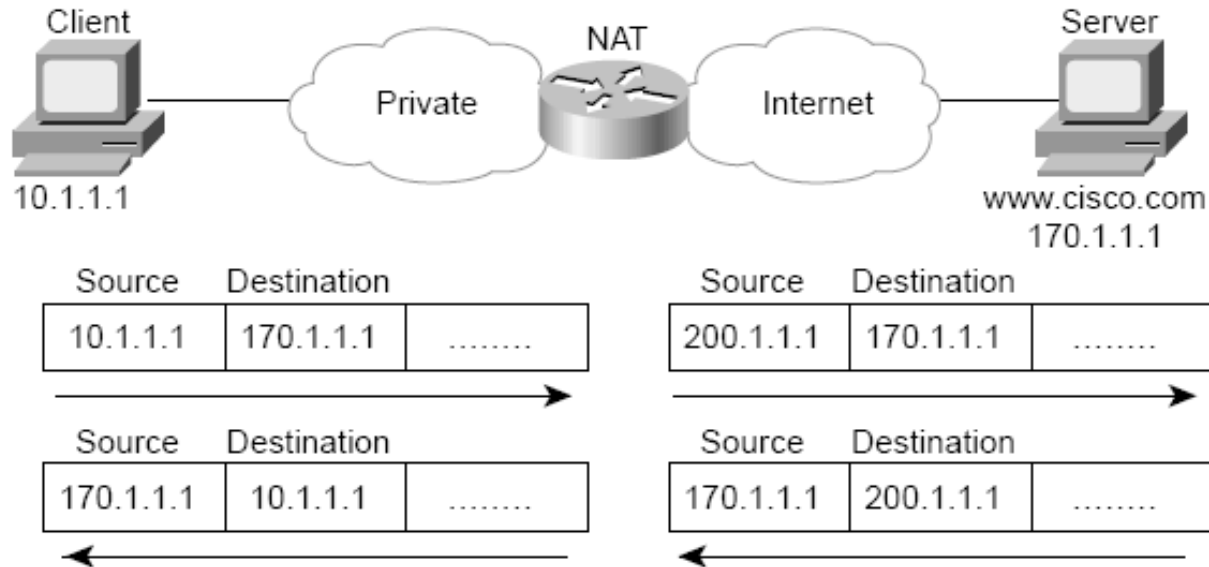 Client
NAT
Server
Private
Internet
10.1.1.1
www.cisco.com
170.1.1.1
Source Destination
10.1.1.1 170.1.1.1 ........
Source Destination
200.1.1.1 170.1.1.1 ........
Source Destination
170.1.1.1 10.1.1.1 ........
Source Destination
170.1.1.1 200.1.1.1 ........